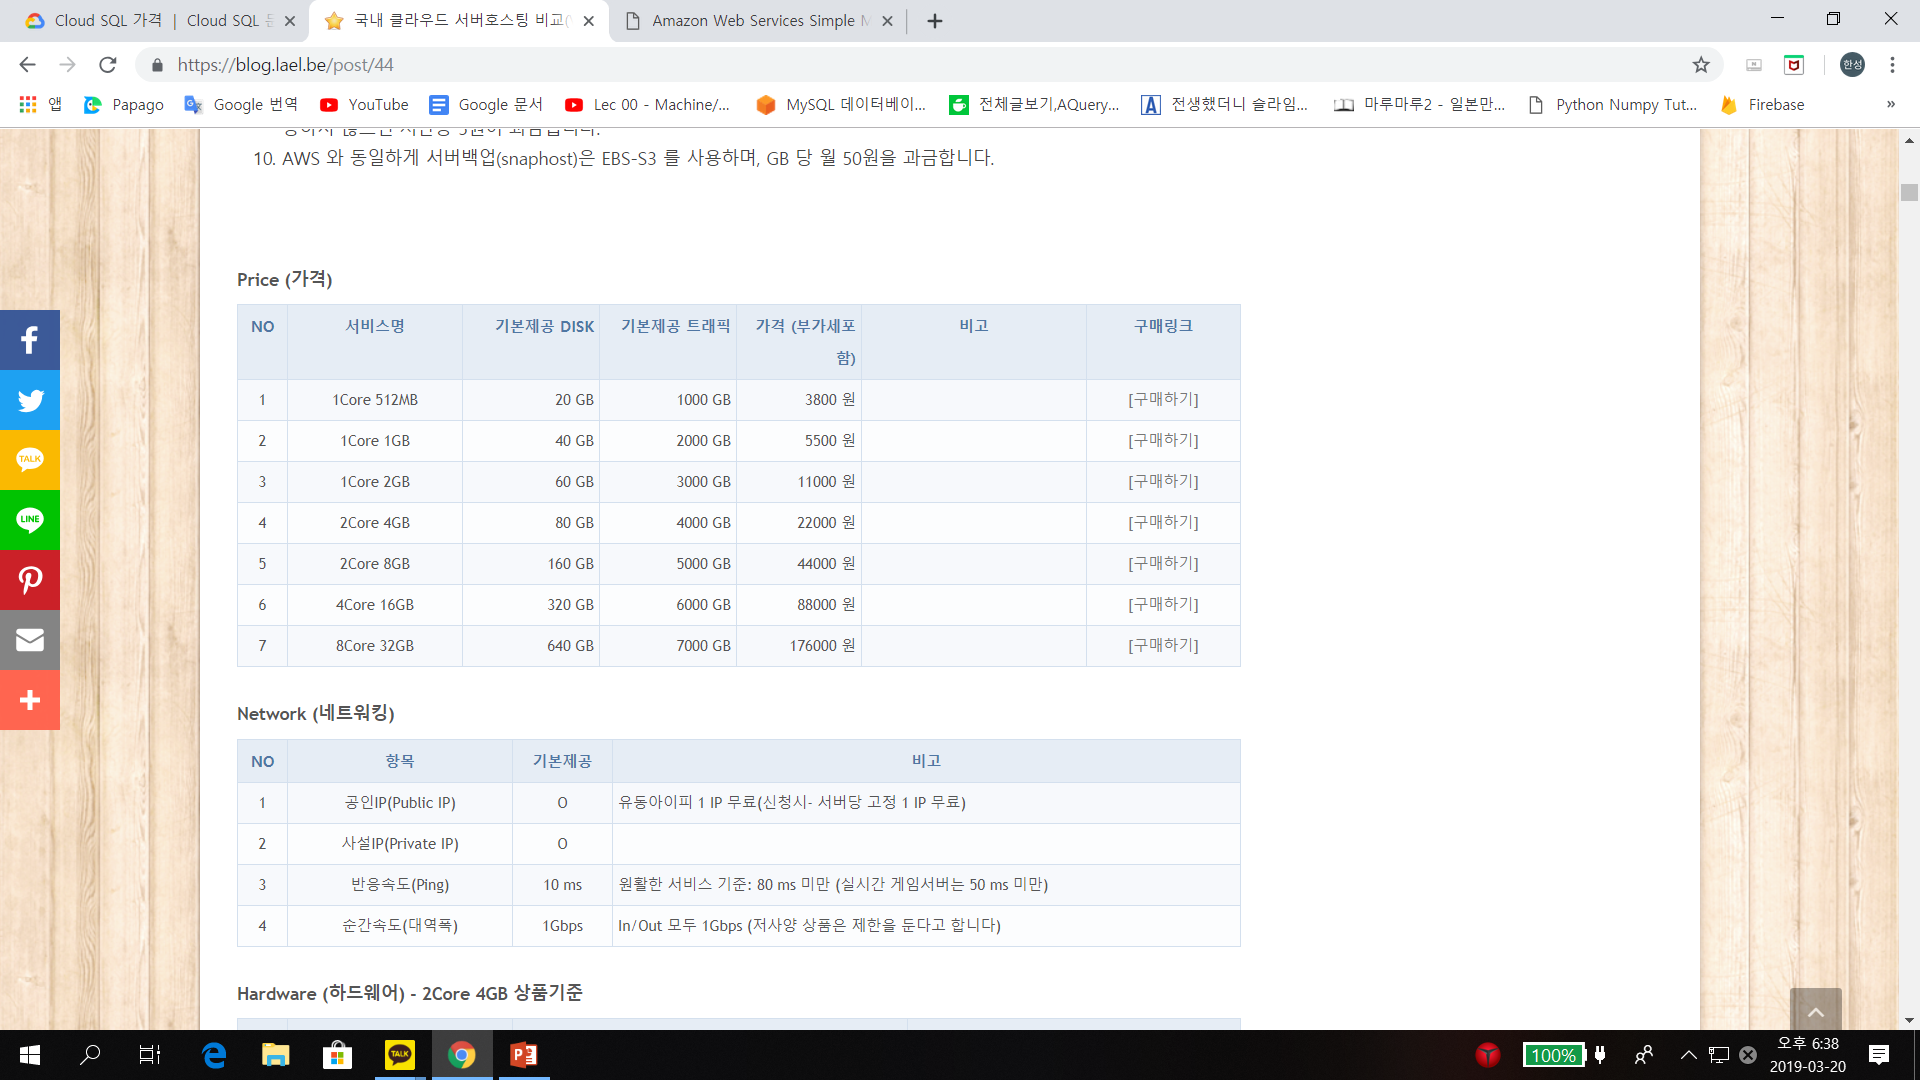 Cloud SQL 가격 | Cloud SQL 문
국내 클라우드 서버호스팅 비교(
Amazon Web Services Simple M
https://blog.lael.be/post/44
한성
앱
Papago
Google 번역
YouTube
Google 문서
Lec 00 - Machine/...
MySQL 데이터베이...
전체글보기,AQuery...
전생했더니 슬라임...
마루마루2 - 일본만...
Python Numpy Tut...
Firebase
»
10. AWS 와 동일하게 서버백업(snaphost)은 EBS-S3 를 사용하며, GB 당 월 50원을 과금합니다.
Price (가격)
NO 서비스명 기본제공 DISK 기본제공 트래픽 가격 (부가세포함) 비고 구매링크
1 1Core 512MB 20 GB 1000 GB 3800 원 [구매하기]
2 1Core 1GB 40 GB 2000 GB 5500 원 [구매하기]
3 1Core 2GB 60 GB 3000 GB 11000 원 [구매하기]
4 2Core 4GB 80 GB 4000 GB 22000 원 [구매하기]
5 2Core 8GB 160 GB 5000 GB 44000 원 [구매하기]
6 4Core 16GB 320 GB 6000 GB 88000 원 [구매하기]
7 8Core 32GB 640 GB 7000 GB 176000 원 [구매하기]
Network (네트워킹)
NO 항목 기본제공 비고
1 공인IP(Public IP) O 유동아이피 1 IP 무료(신청시- 서버당 고정 1 IP 무료)
2 사설IP(Private IP) O
3 반응속도(Ping) 10 ms 원활한 서비스 기준: 80 ms 미만 (실시간 게임서버는 50 ms 미만)
4 순간속도(대역폭) 1Gbps In/Out 모두 1Gbps (저사양 상품은 제한을 둔다고 합니다)
Hardware (하드웨어) - 2Core 4GB 상품기준
TALK
LINE
TALK
100%
오후 6:38
2019-03-20